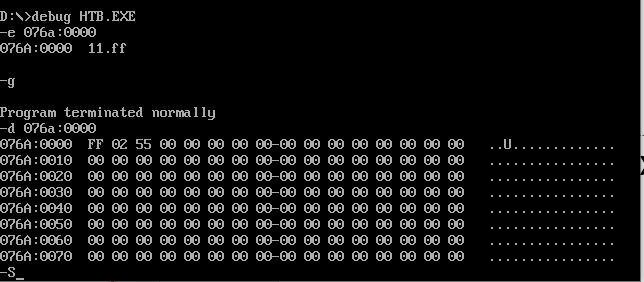 D:\>debug HTB.EXE
-e 076a:0000
076A:0000  11.ff
-g
Program terminated normally
-d 076a:0000
076A:0000  FF 02 55 00 00 00 00 00-00 00 00 00 00 00 00 00   ..U.............
076A:0010  00 00 00 00 00 00 00 00-00 00 00 00 00 00 00 00   ................
076A:0020  00 00 00 00 00 00 00 00-00 00 00 00 00 00 00 00   ................
076A:0030  00 00 00 00 00 00 00 00-00 00 00 00 00 00 00 00   ................
076A:0040  00 00 00 00 00 00 00 00-00 00 00 00 00 00 00 00   ................
076A:0050  00 00 00 00 00 00 00 00-00 00 00 00 00 00 00 00   ................
076A:0060  00 00 00 00 00 00 00 00-00 00 00 00 00 00 00 00   ................
076A:0070  00 00 00 00 00 00 00 00-00 00 00 00 00 00 00 00   ................
-S_